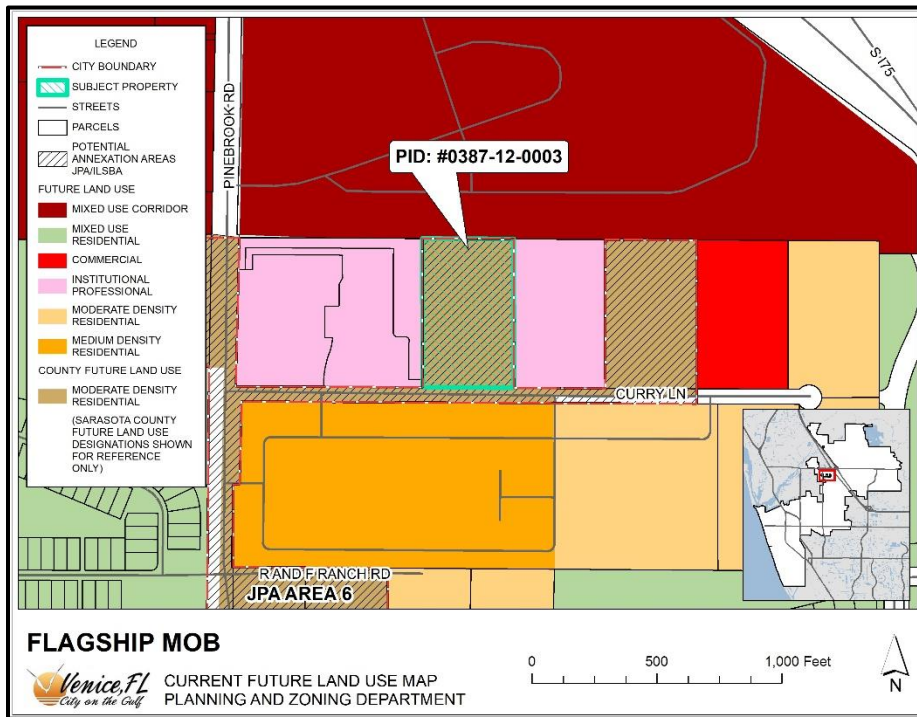 LEGEND
CITY BOUNDARY
SUBJECT PROPERTY
STREETS
PARCELS
POTENTIAL
ANNEXATION AREAS
JPA/ILSBA
FUTURE LAND USE
MIXED USE CORRIDOR
MIXED USE
RESIDENTIAL
COMMERCIAL
INSTITUTIONAL
PROFESSIONAL
MODERATE DENSITY
RESIDENTIAL
MEDIUM DENSITY
RESIDENTIAL
COUNTY FUTURE LAND USE
MODERATE DENSITY
RESIDENTIAL
(SARASOTA COUNTY
FUTURE LAND USE
DESIGNATIONS SHOWN
FOR REFERENCE
ONLY)
PINEBROOK RD
S I75
PID: #0387-12-0003
CURRY LN
R AND F RANCH RD
JPA AREA 6
FLAGSHIP MOB
Venice, FL
City on the Gulf
CURRENT FUTURE LAND USE MAP
PLANNING AND ZONING DEPARTMENT
0 500 1,000 Feet
N